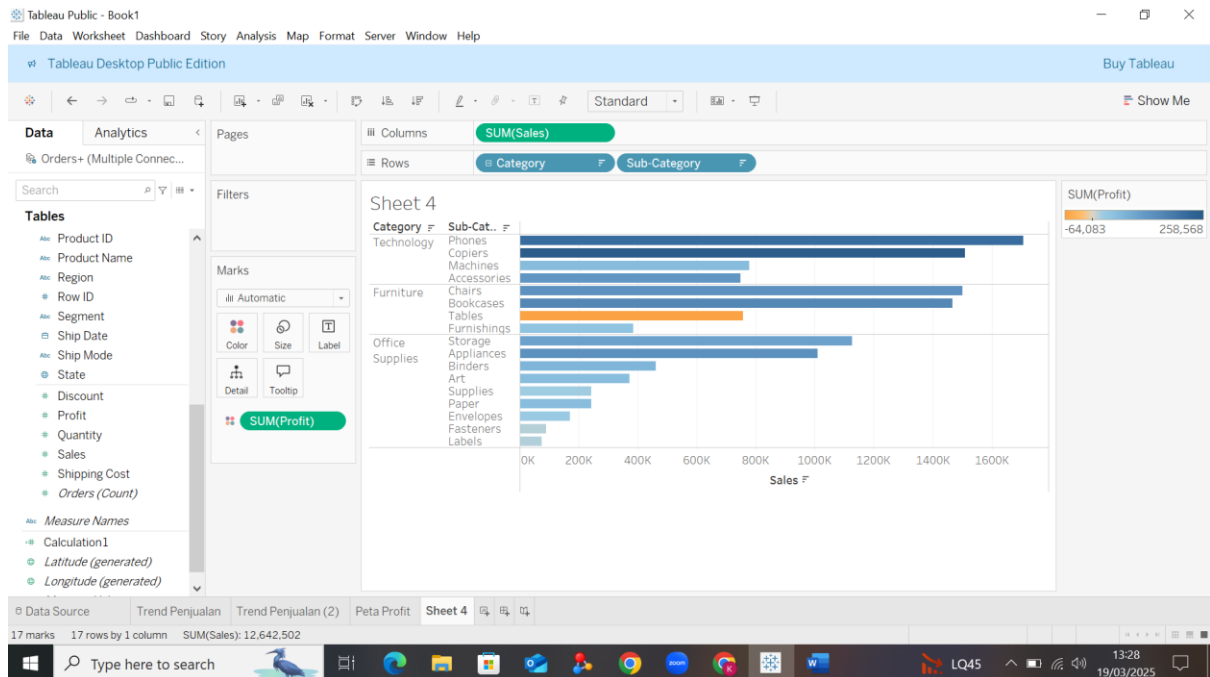 Tableau Public - Book1
File Data Worksheet Dashboard Story Analysis Map Format Server Window Help
Tableau Desktop Public Edition
Buy Tableau
Standard
Show Me
Data
Analytics
Orders+ (Multiple Connec...
Search
Tables
Abc Product ID
Abc Product Name
Abc Region
# Row ID
Abc Segment
Ship Date
Abc Ship Mode
State
# Discount
# Profit
# Quantity
# Sales
# Shipping Cost
# Orders (Count)
Abc Measure Names
=# Calculation1
Latitude (generated)
Longitude (generated)
Pages
Filters
Marks
Automatic
Color Size Label
Detail Tooltip
SUM(Profit)
Columns
SUM(Sales)
Rows
Category Sub-Category
Sheet 4
Category Sub-Cat..
Technology Phones
Copiers
Machines
Accessories
Furniture Chairs
Bookcases
Tables
Furnishings
Office Supplies Storage
Appliances
Binders
Art
Supplies
Paper
Envelopes
Fasteners
Labels
0K 200K 400K 600K 800K 1000K 1200K 1400K 1600K
Sales
SUM(Profit)
-64,083 258,568
Data Source Trend Penjualan Trend Penjualan (2) Peta Profit Sheet 4
17 marks 17 rows by 1 column SUM(Sales): 12,642,502
Type here to search
zoom
LQ45
13:28
19/03/2025